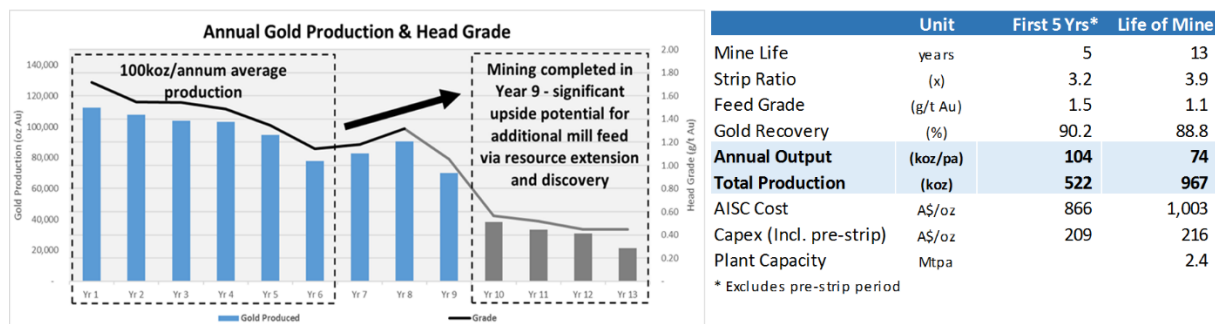 Annual Gold Production & Head Grade
Gold Production (oz Au)
140,000
120,000
100,000
80,000
60,000
40,000
20,000
-
100koz/annum average
production
Mining completed in
Year 9 - significant
upside potential for
additional mill feed
via resource extension
and discovery
2.00
1.80
1.60
1.40
1.20
1.00
0.80
0.60
0.40
0.20
-
Head Grade (g/t Au)
Yr 1 Yr 2 Yr 3 Yr 4 Yr 5 Yr 6 Yr 7 Yr 8 Yr 9 Yr 10 Yr 11 Yr 12 Yr 13
Gold Produced Grade
Unit First 5 Yrs* Life of Mine
Mine Life years 5 13
Strip Ratio (x) 3.2 3.9
Feed Grade (g/t Au) 1.5 1.1
Gold Recovery (%) 90.2 88.8
Annual Output (koz/pa) 104 74
Total Production (koz) 522 967
AISC Cost A$/oz 866 1,003
Capex (Incl. pre-strip) A$/oz 209 216
Plant Capacity Mtpa 2.4
* Excludes pre-strip period